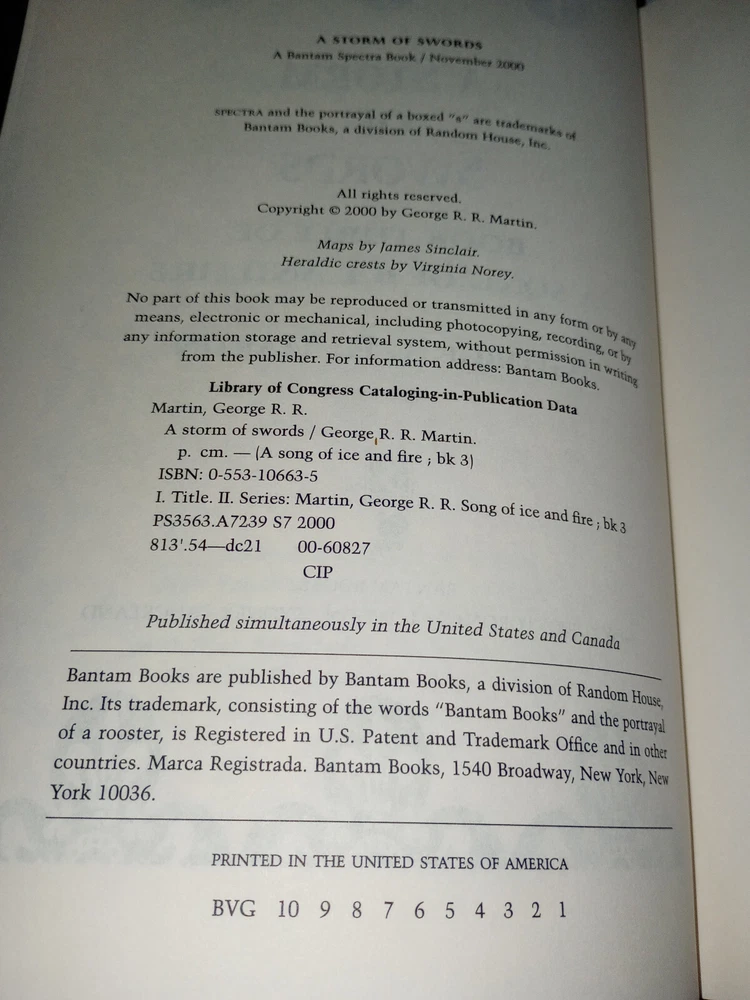 A STORM OF SWORDS
A Bantam Spectra Book / November 2000
SPECTRA and the portrayal of a boxed "s" are trademarks of
Bantam Books, a division of Random House, Inc.
All rights reserved.
Copyright © 2000 by George R. R. Martin.
Maps by James Sinclair.
Heraldic crests by Virginia Norey.
No part of this book may be reproduced or transmitted in any form or by any
means, electronic or mechanical, including photocopying, recording, or by
any information storage and retrieval system, without permission in writing
from the publisher. For information address: Bantam Books.
Library of Congress Cataloging-in-Publication Data
Martin, George R. R.
A storm of swords / George R. R. Martin.
p. cm. — (A song of ice and fire ; bk 3)
ISBN: 0-553-10663-5
I. Title. II. Series: Martin, George R. R. Song of ice and fire ; bk 3
PS3563.A7239 S7 2000
813'.54—dc21 00-60827
CIP
Published simultaneously in the United States and Canada
Bantam Books are published by Bantam Books, a division of Random House,
Inc. Its trademark, consisting of the words "Bantam Books" and the portrayal
of a rooster, is Registered in U.S. Patent and Trademark Office and in other
countries. Marca Registrada. Bantam Books, 1540 Broadway, New York, New
York 10036.
PRINTED IN THE UNITED STATES OF AMERICA
BVG 10 9 8 7 6 5 4 3 2 1